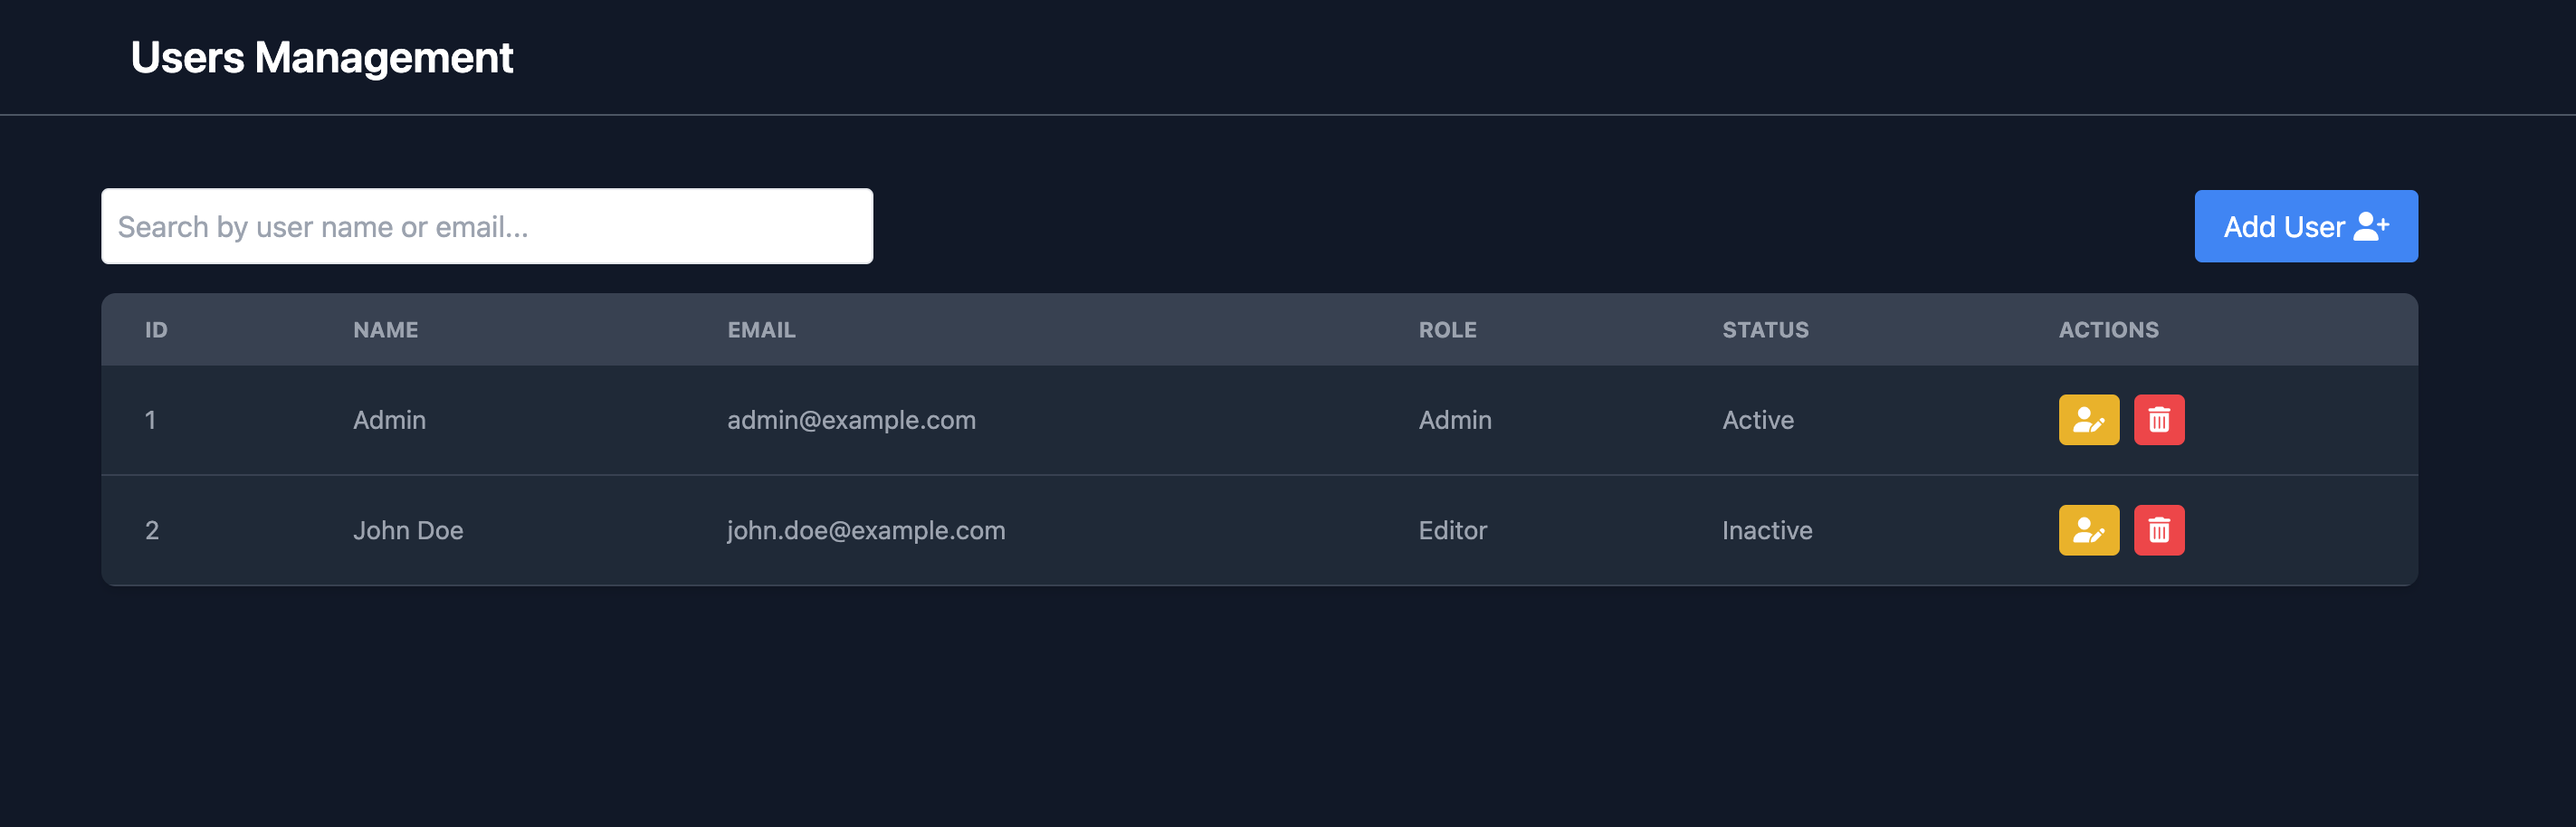 Users Management
Search by user name or email...
Add User
ID NAME EMAIL ROLE STATUS ACTIONS
1 Admin admin@example.com Admin Active
2 John Doe john.doe@example.com Editor Inactive